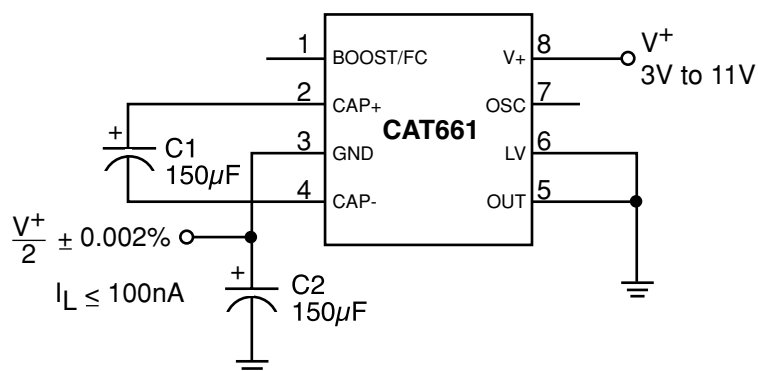 1 BOOST/FC V+ 8 V+
3V to 11V
2 CAP+ OSC 7
CAT661
+ C1
150µF
3 GND LV 6
4 CAP- OUT 5
V+
2
± 0.002%
IL ≤ 100nA
+ C2
150µF